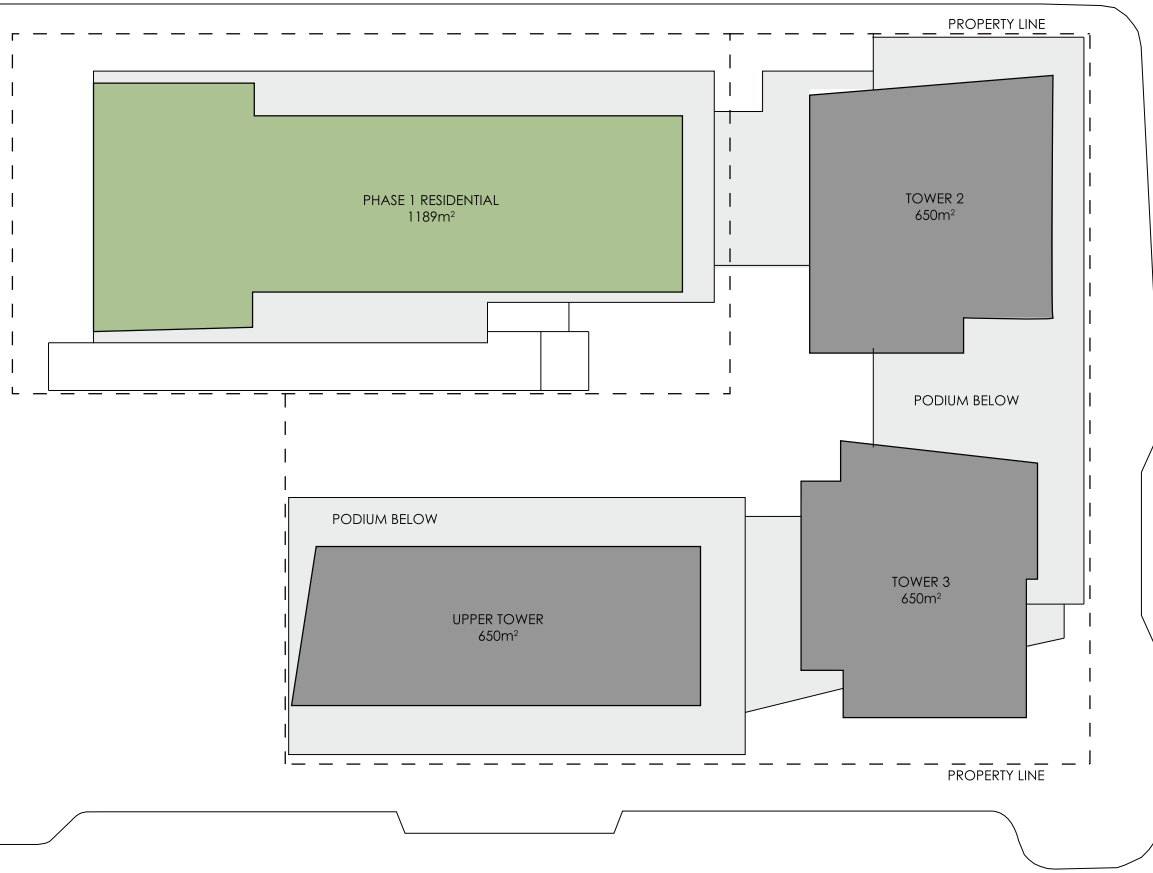 PROPERTY LINE
PHASE 1 RESIDENTIAL
1189m²
TOWER 2
650m²
PODIUM BELOW
PODIUM BELOW
TOWER 3
650m²
UPPER TOWER
650m²
PROPERTY LINE